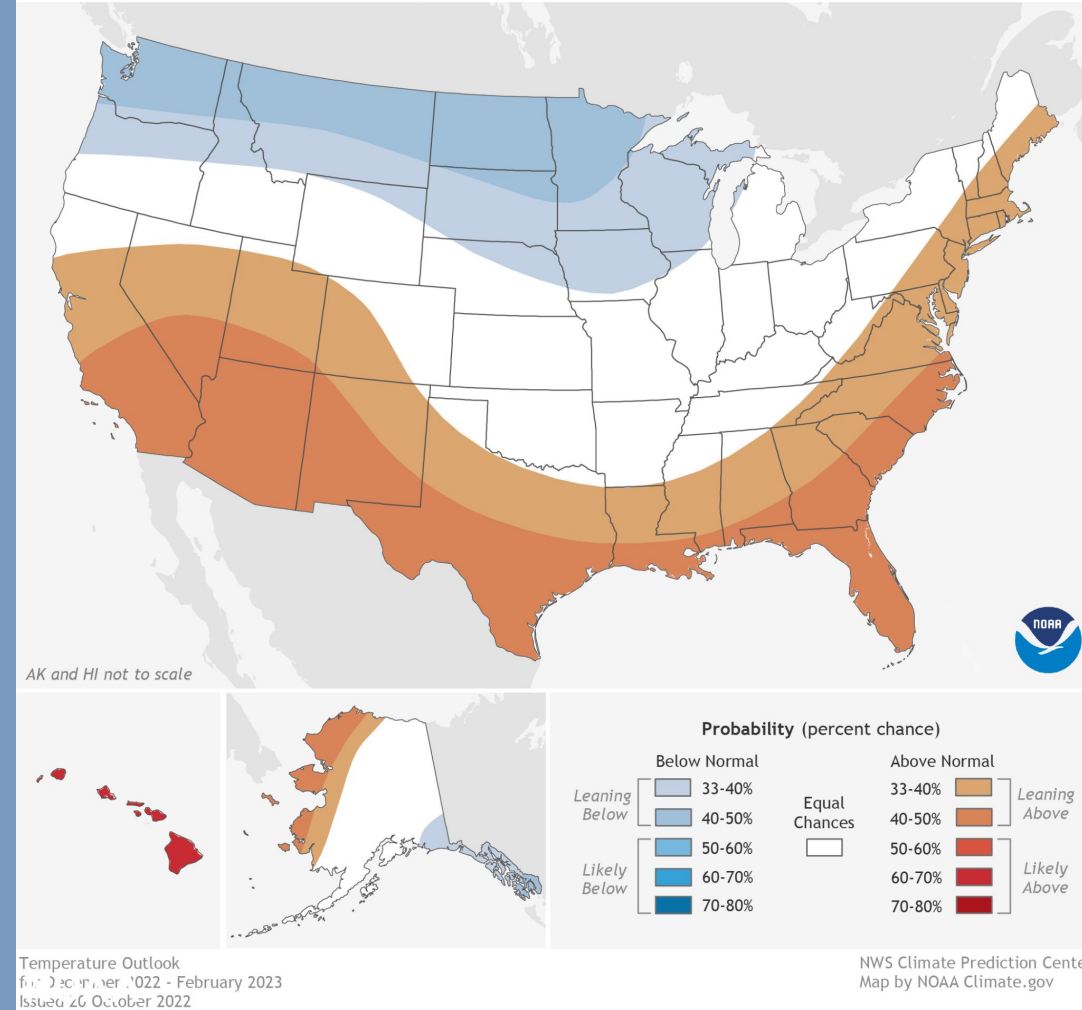 NOAA
AK and HI not to scale
Probability (percent chance)
Below Normal
Above Normal
Leaning Below
33-40%
40-50%
Likely Below
50-60%
60-70%
70-80%
Equal Chances
33-40%
40-50%
Leaning Above
50-60%
60-70%
70-80%
Likely Above
Temperature Outlook
for December 2022 - February 2023
Issued 20 October 2022
NWS Climate Prediction Cente
Map by NOAA Climate.gov